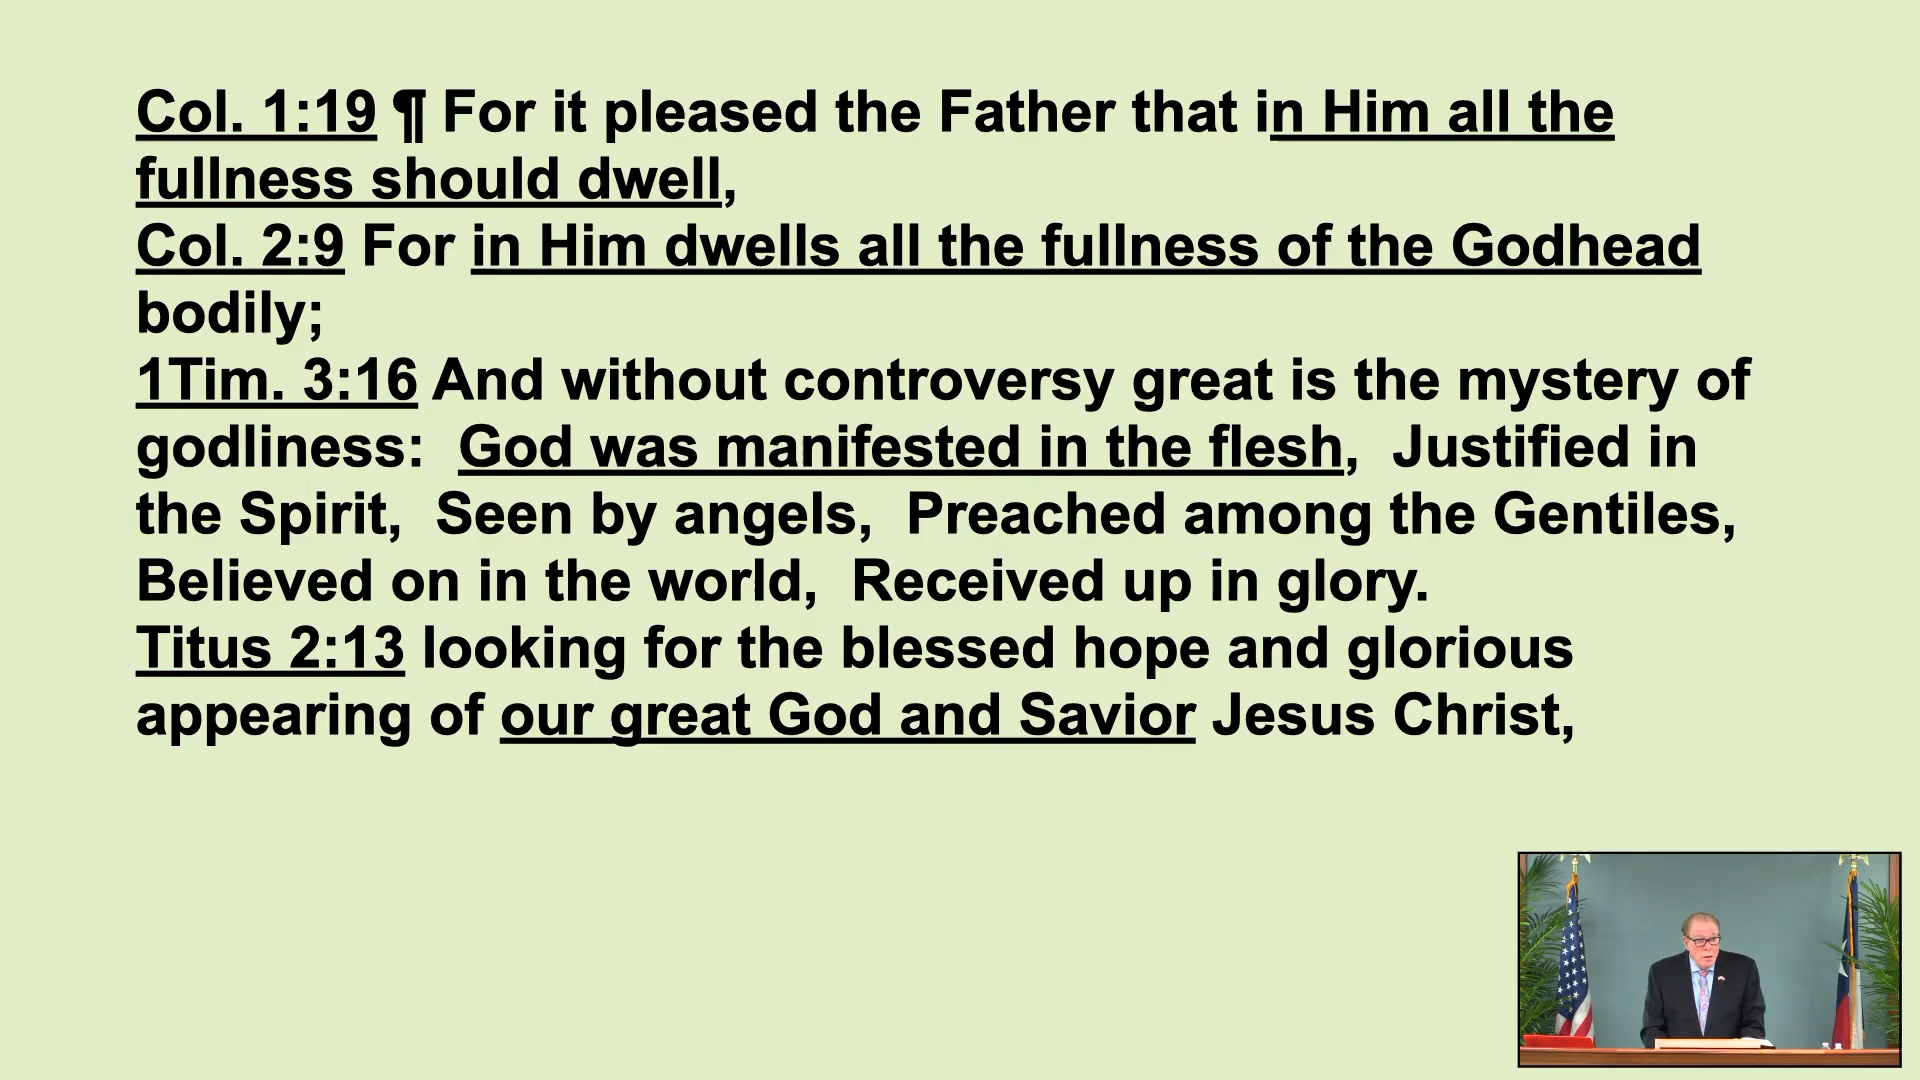 Col. 1:19 ¶ For it pleased the Father that in Him all the
fullness should dwell,
Col. 2:9 For in Him dwells all the fullness of the Godhead
bodily;
1Tim. 3:16 And without controversy great is the mystery of
godliness:  God was manifested in the flesh,  Justified in
the Spirit,  Seen by angels,  Preached among the Gentiles,
Believed on in the world,  Received up in glory.
Titus 2:13 looking for the blessed hope and glorious
appearing of our great God and Savior Jesus Christ,